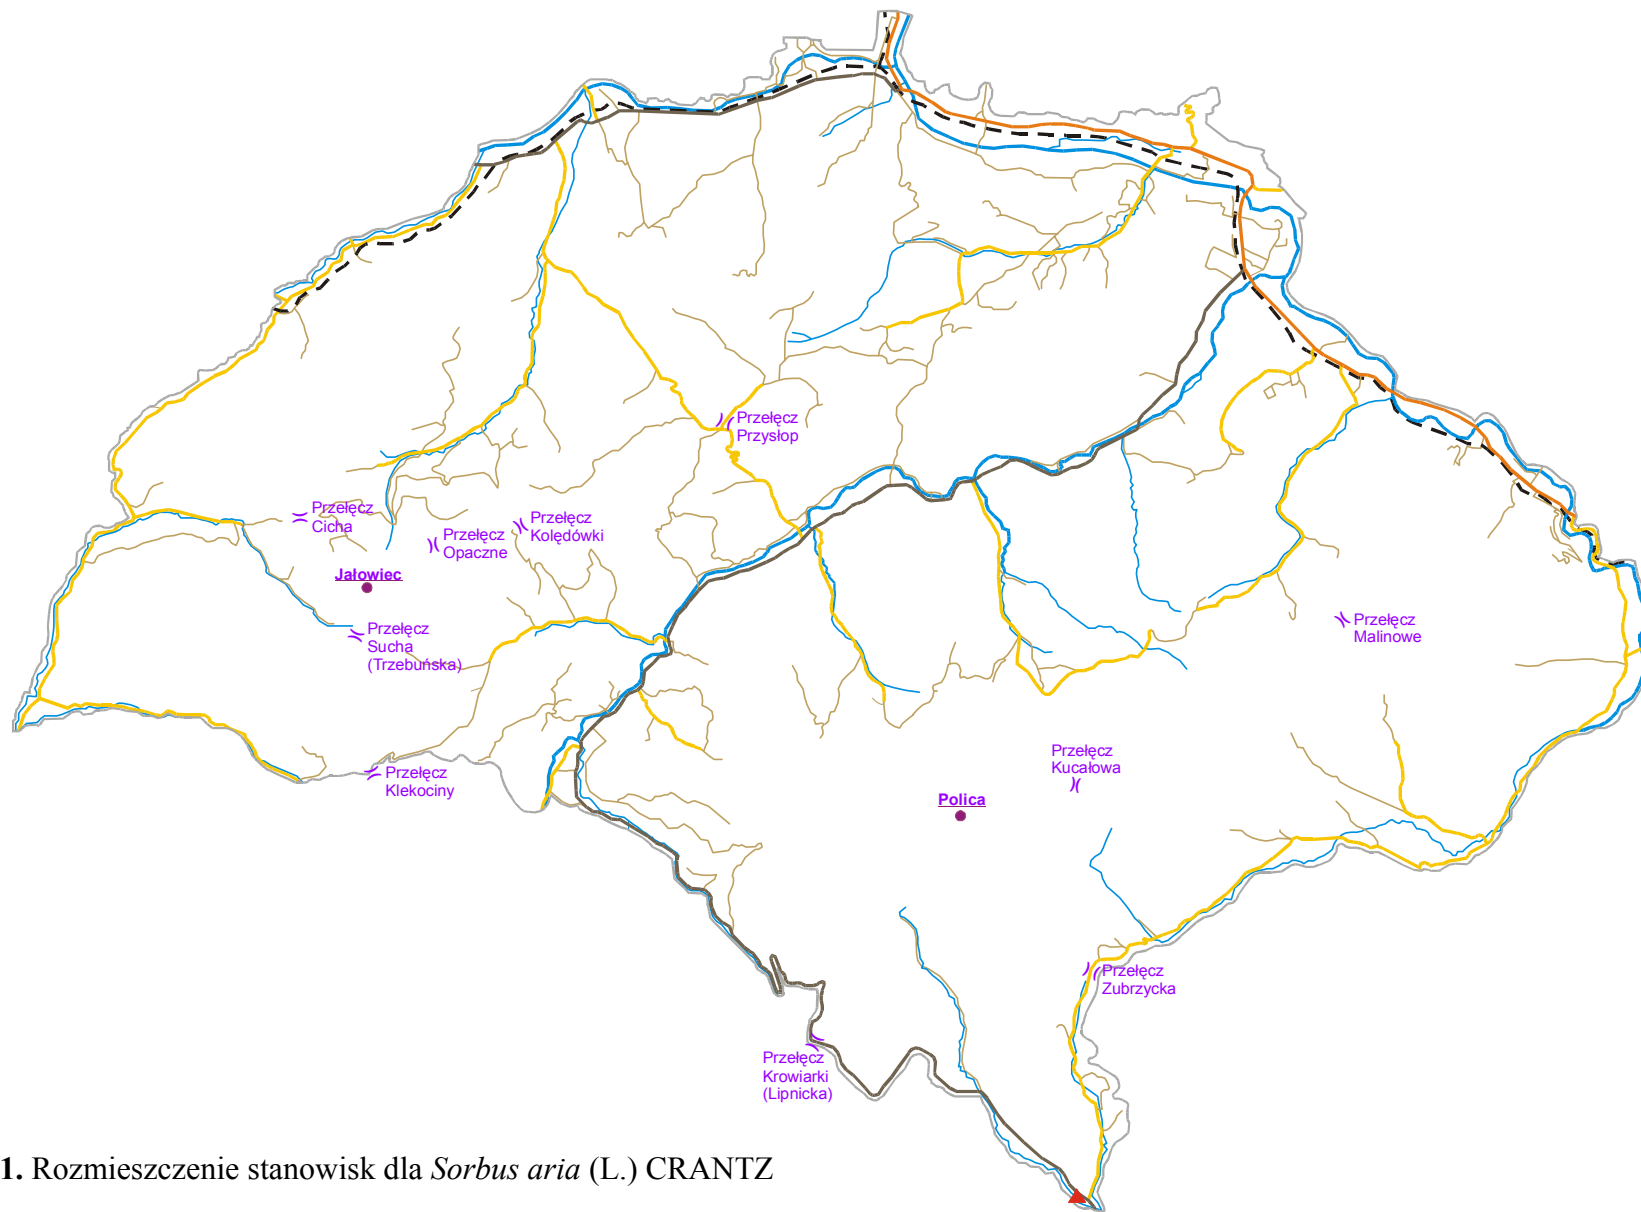 Przełęcz
Przysłop
Przełęcz
Cicha
Przełęcz
Kolędówki
Przełęcz
Opaczne
Jałowiec
Przełęcz
Sucha
(Trzebuńska)
Przełęcz
Malinowe
Przełęcz
Klekociny
Przełęcz
Kucałowa
Polica
Przełęcz
Zubrzycka
Przełęcz
Krowiarki
(Lipnicka)
1. Rozmieszczenie stanowisk dla Sorbus aria (L.) CRANTZ